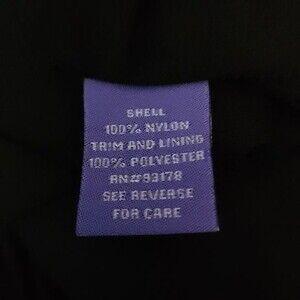 SHELL
100% NYLON
TRIM AND LINING
100% POLYESTER
RN#93178
SEE REVERSE
FOR CARE